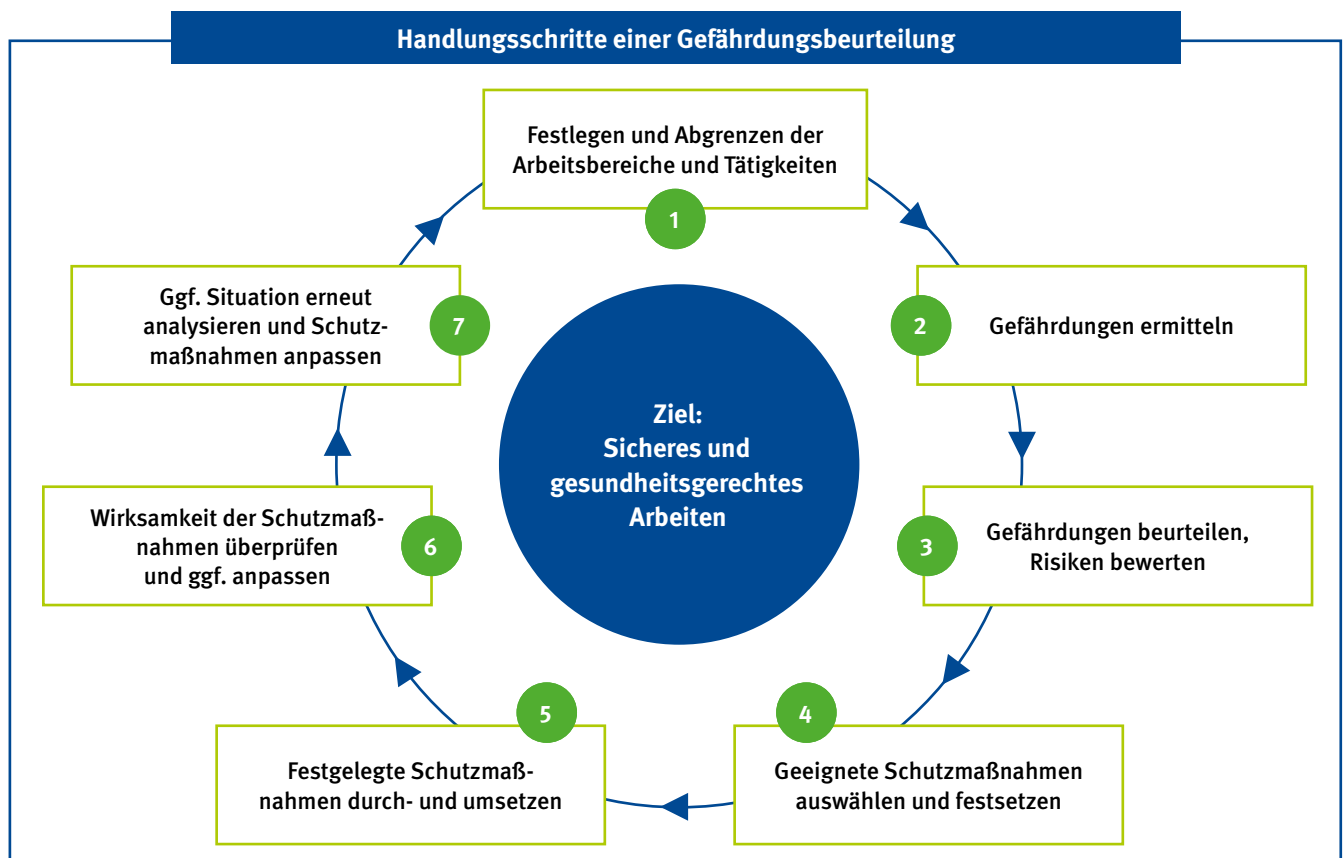 Handlungsschritte einer Gefährdungsbeurteilung
Festlegen und Abgrenzen der
Arbeitsbereiche und Tätigkeiten
1
2
Gefährdungen ermitteln
3
Gefährdungen beurteilen,
Risiken bewerten
4
Geeignete Schutzmaßnahmen
auswählen und festsetzen
5
Festgelegte Schutzmaß-
nahmen durch- und umsetzen
6
Wirksamkeit der Schutzmaß-
nahmen überprüfen
und ggf. anpassen
7
Ggf. Situation erneut
analysieren und Schutz-
maßnahmen anpassen
Ziel:
Sicheres und
gesundheitsgerechtes
Arbeiten